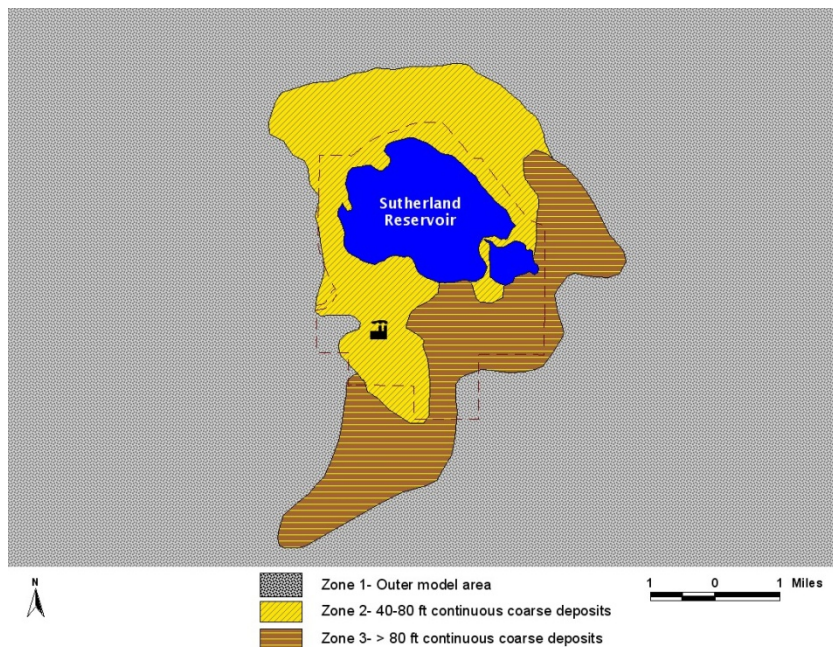 Sutherland
Reservoir
N
Zone 1- Outer model area
Zone 2- 40-80 ft continuous coarse deposits
Zone 3- > 80 ft continuous coarse deposits
1 0 1 Miles